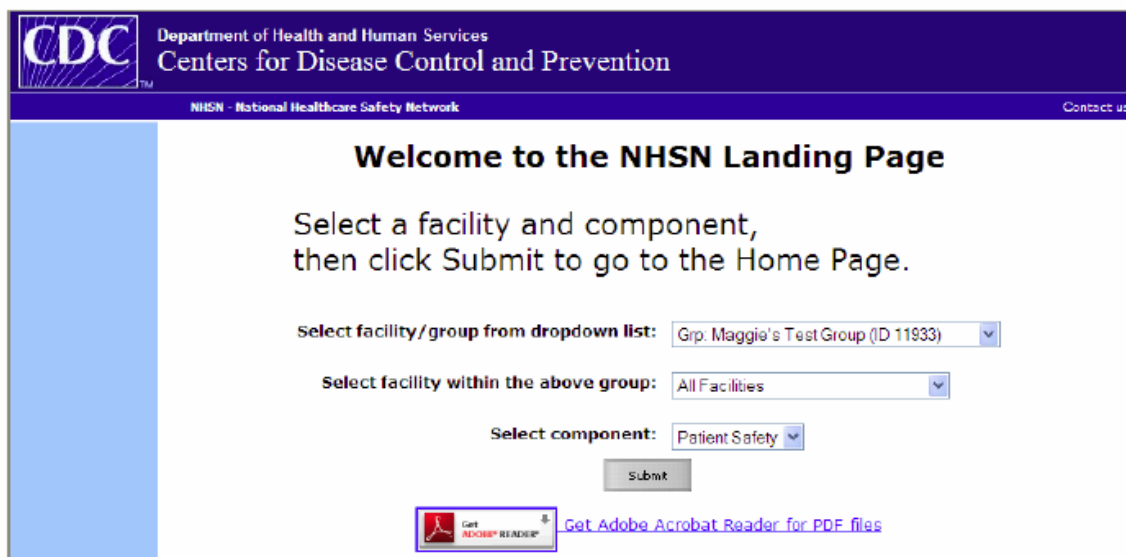 CDC
TM
Department of Health and Human Services
Centers for Disease Control and Prevention
NHSN - National Healthcare Safety Network
Contact us
Welcome to the NHSN Landing Page
Select a facility and component,
then click Submit to go to the Home Page.
Select facility/group from dropdown list: Grp: Maggie's Test Group (ID 11933)
Select facility within the above group: All Facilities
Select component: Patient Safety
Submit
Get
ADOBE® READER®
Get Adobe Acrobat Reader for PDF files